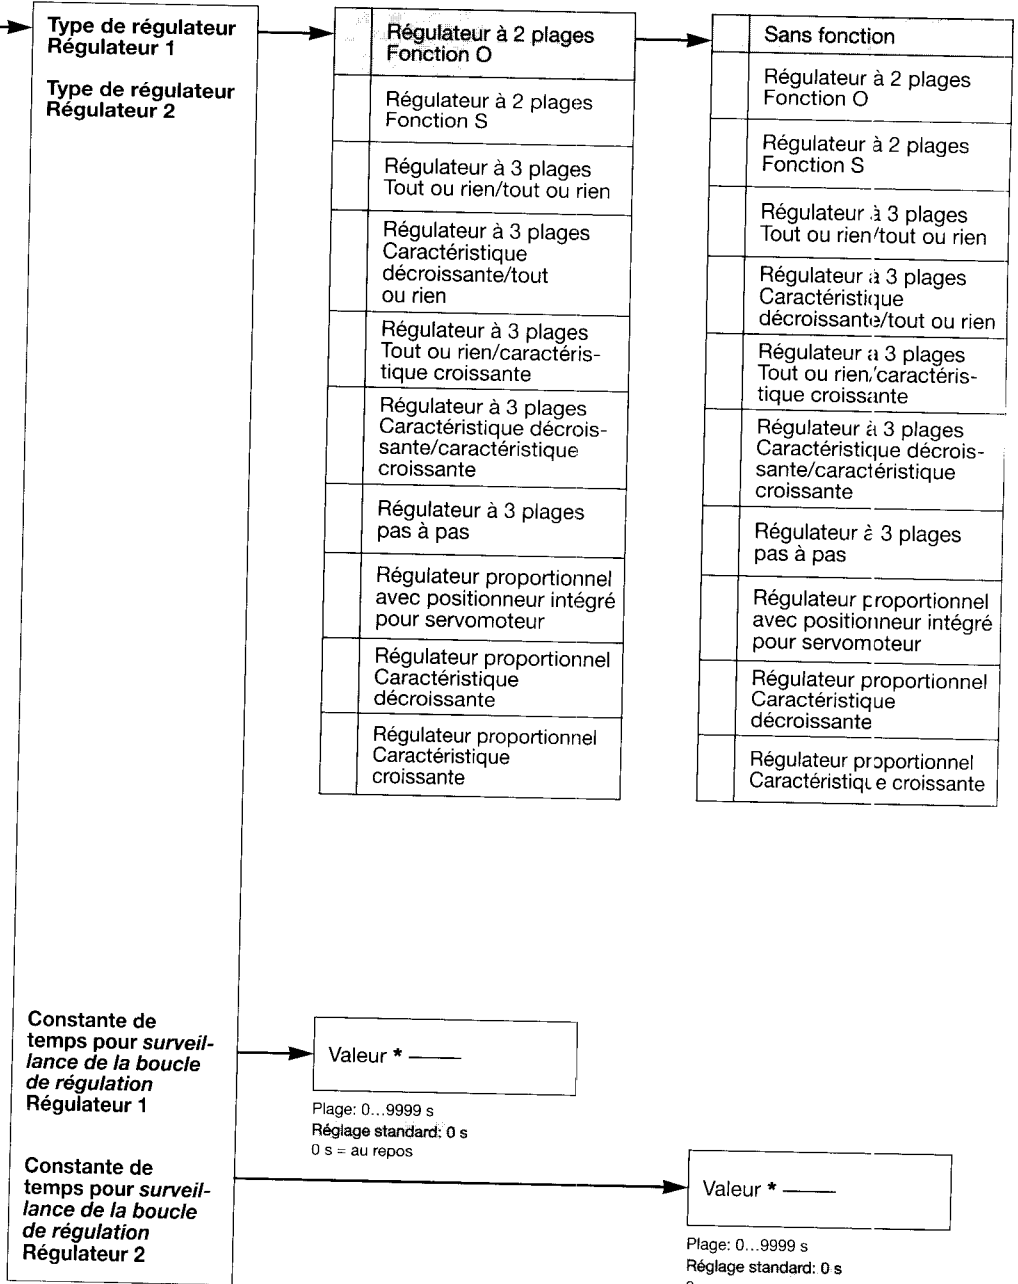 Type de régulateur
Régulateur 1
Type de régulateur
Régulateur 2
Régulateur à 2 plages
Fonction O
Régulateur à 2 plages
Fonction S
Régulateur à 3 plages
Tout ou rien/tout ou rien
Régulateur à 3 plages
Caractéristique
décroissante/tout
ou rien
Régulateur à 3 plages
Tout ou rien/caractéris-
tique croissante
Régulateur à 3 plages
Caractéristique décrois-
sante/caractéristique
croissante
Régulateur à 3 plages
pas à pas
Régulateur proportionnel
avec positionneur intégré
pour servomoteur
Régulateur proportionnel
Caractéristique
décroissante
Régulateur proportionnel
Caractéristique
croissante
Sans fonction
Régulateur à 2 plages
Fonction O
Régulateur à 2 plages
Fonction S
Régulateur à 3 plages
Tout ou rien/tout ou rien
Régulateur à 3 plages
Caractéristique
décroissante/tout ou rien
Régulateur à 3 plages
Tout ou rien/caractéris-
tique croissante
Régulateur à 3 plages
Caractéristique décrois-
sante/caractéristique
croissante
Régulateur à 3 plages
pas à pas
Régulateur proportionnel
avec positionneur intégré
pour servomoteur
Régulateur proportionnel
Caractéristique
décroissante
Régulateur proportionnel
Caractéristique croissante
Constante de
temps pour surveil-
lance de la boucle
de régulation
Régulateur 1
Valeur *
Plage: 0...9999 s
Réglage standard: 0 s
0 s = au repos
Constante de
temps pour surveil-
lance de la boucle
de régulation
Régulateur 2
Valeur *
Plage: 0...9999 s
Réglage standard: 0 s